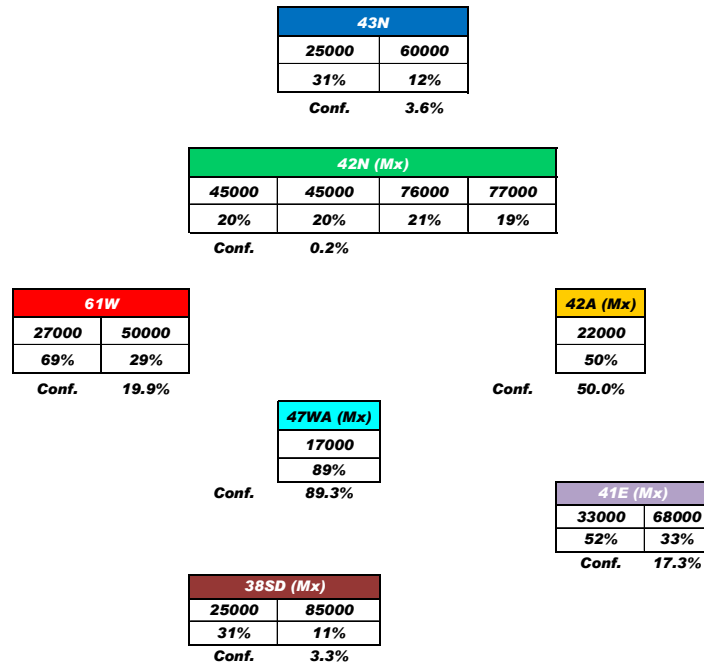 43N
25000 60000
31% 12%
Conf. 3.6%
42N (Mx)
45000 45000 76000 77000
20% 20% 21% 19%
Conf. 0.2%
61W
27000 50000
69% 29%
Conf. 19.9%
42A (Mx)
22000
50%
Conf. 50.0%
47WA (Mx)
17000
89%
Conf. 89.3%
41E (Mx)
33000 68000
52% 33%
Conf. 17.3%
38SD (Mx)
25000 85000
31% 11%
Conf. 3.3%